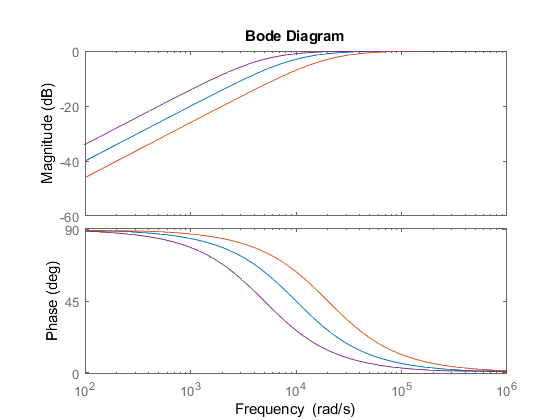 Bode Diagram
Magnitude (dB)
0
-20
-40
-60
Phase (deg)
90
45
0
10^2 10^3 10^4 10^5 10^6
Frequency (rad/s)